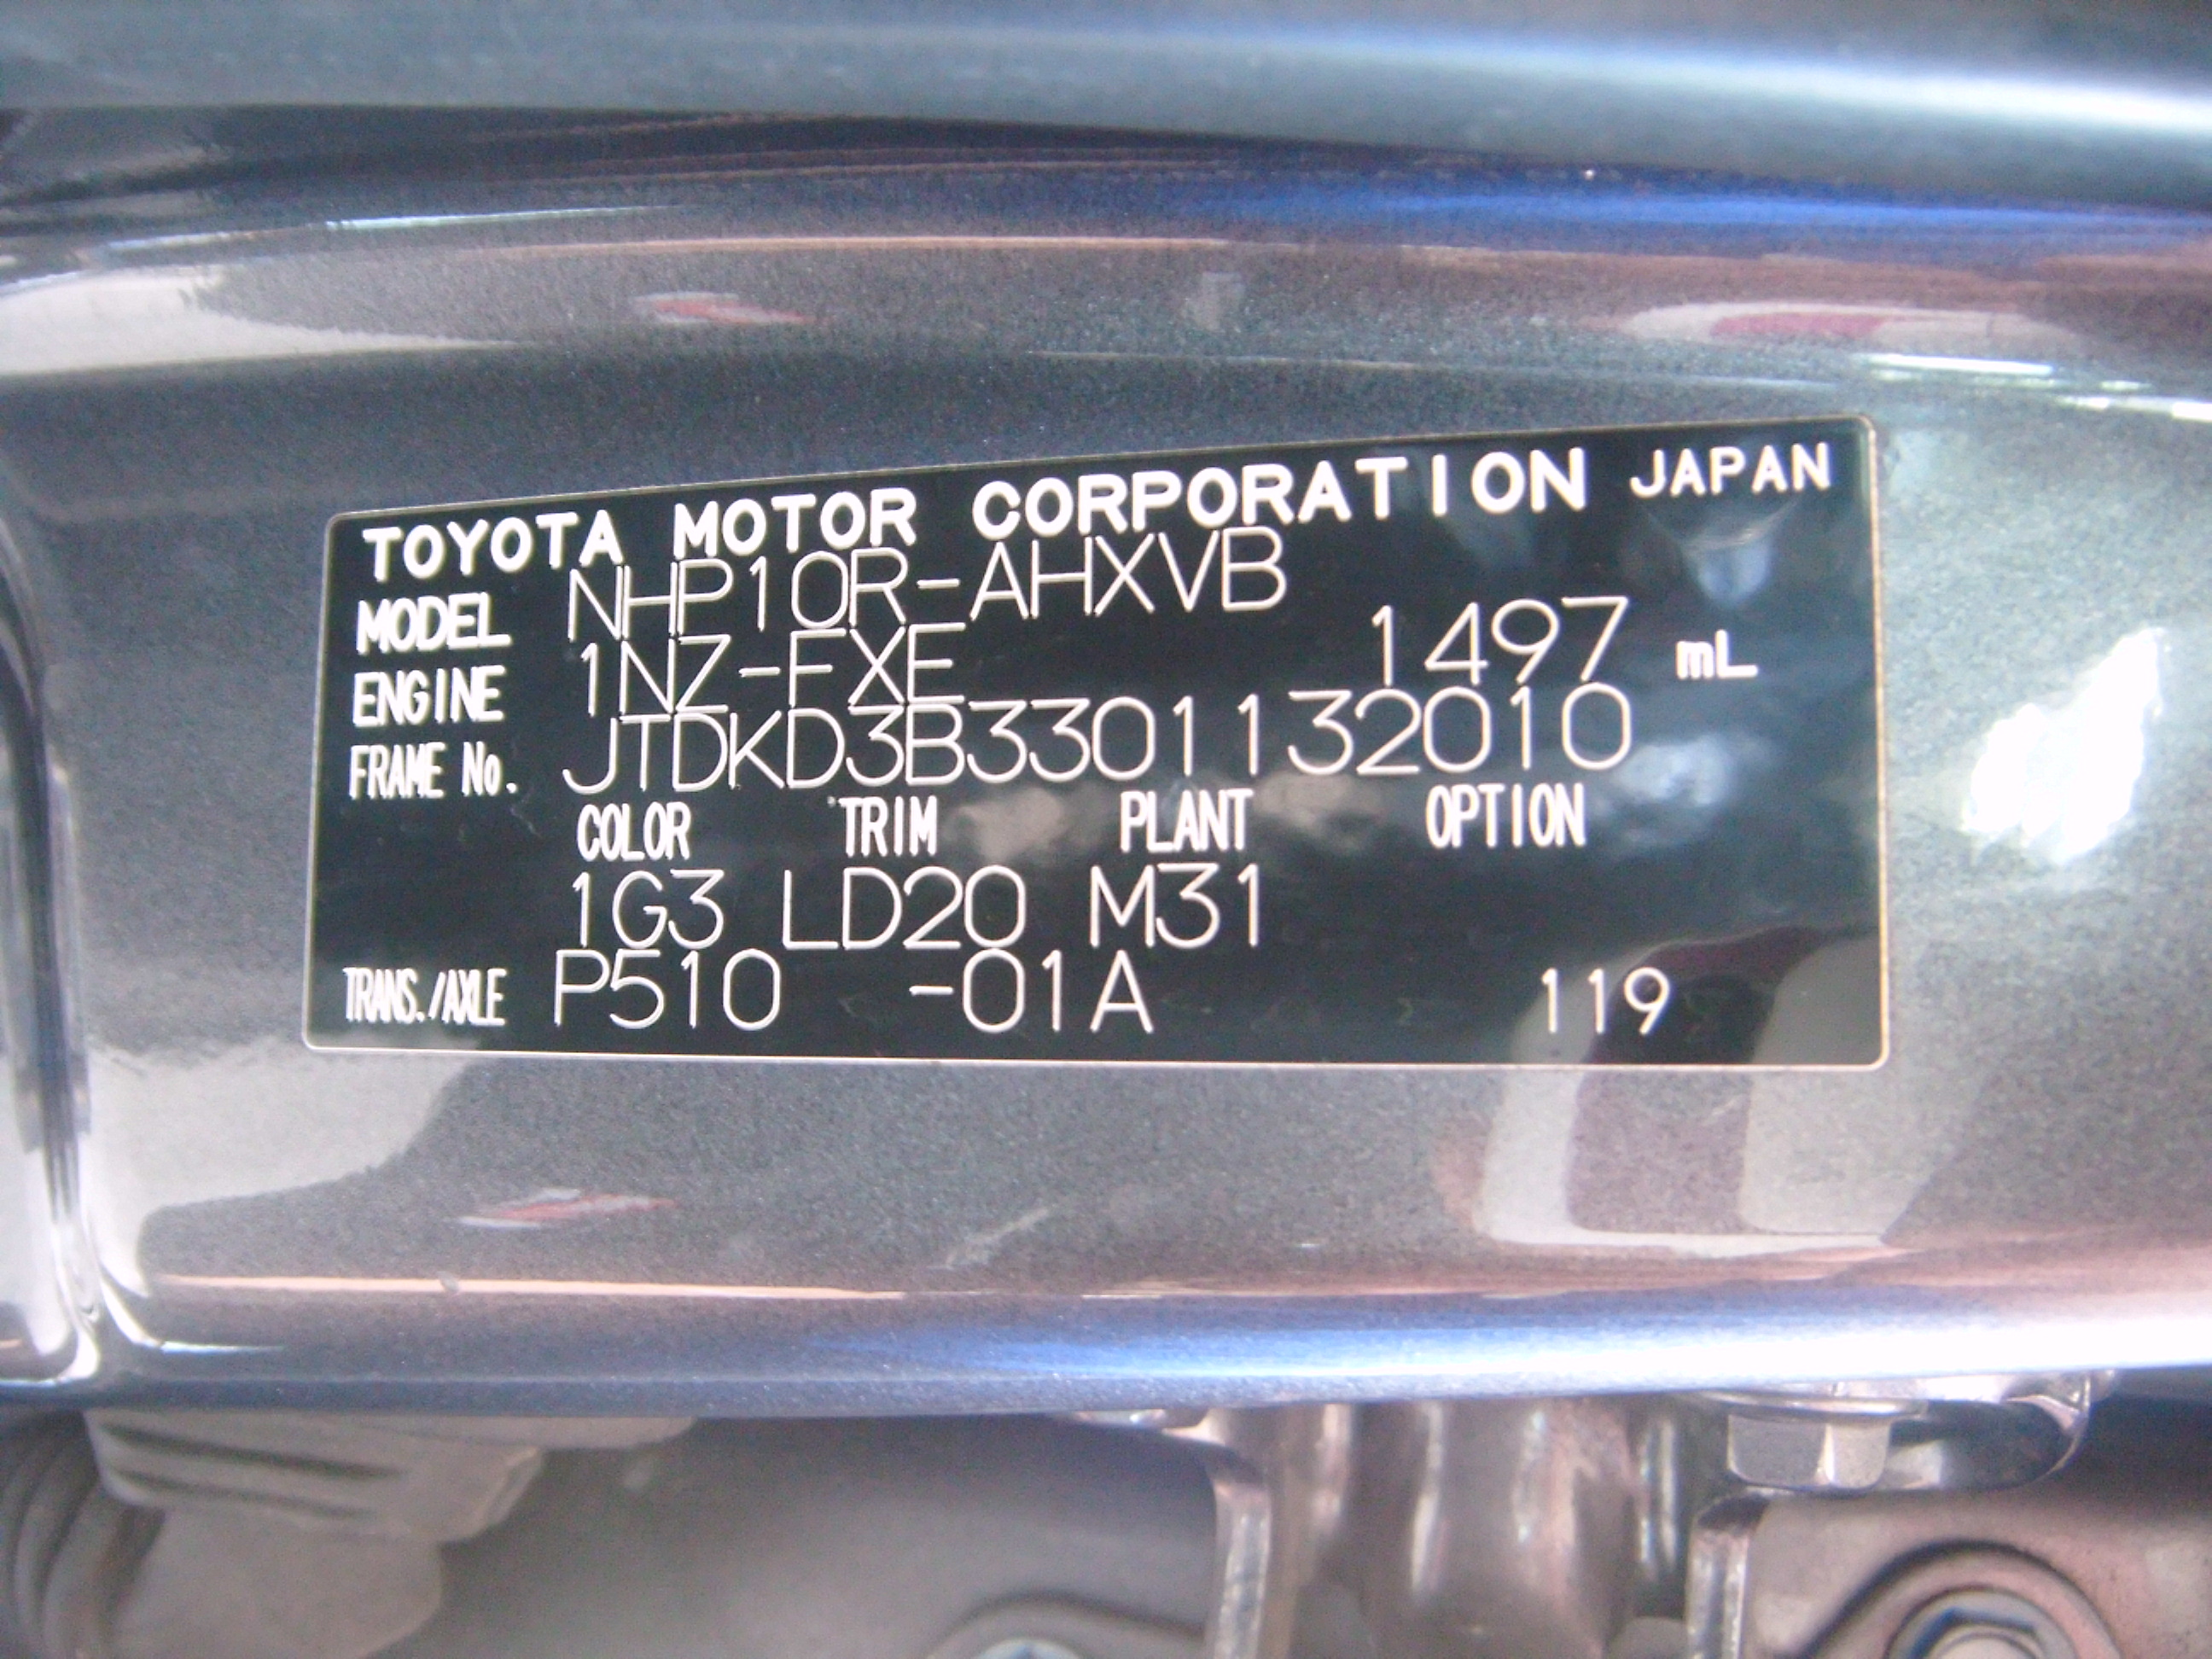 TOYOTA MOTOR CORPORATION JAPAN
MODEL NHP10R-AHXVB
ENGINE 1NZ-FXE 1497 mL
FRAME No. JTDKD3B3301132010
COLOR TRIM PLANT OPTION
1G3 LD20 M31
TRANS./AXLE P510 -01A 119